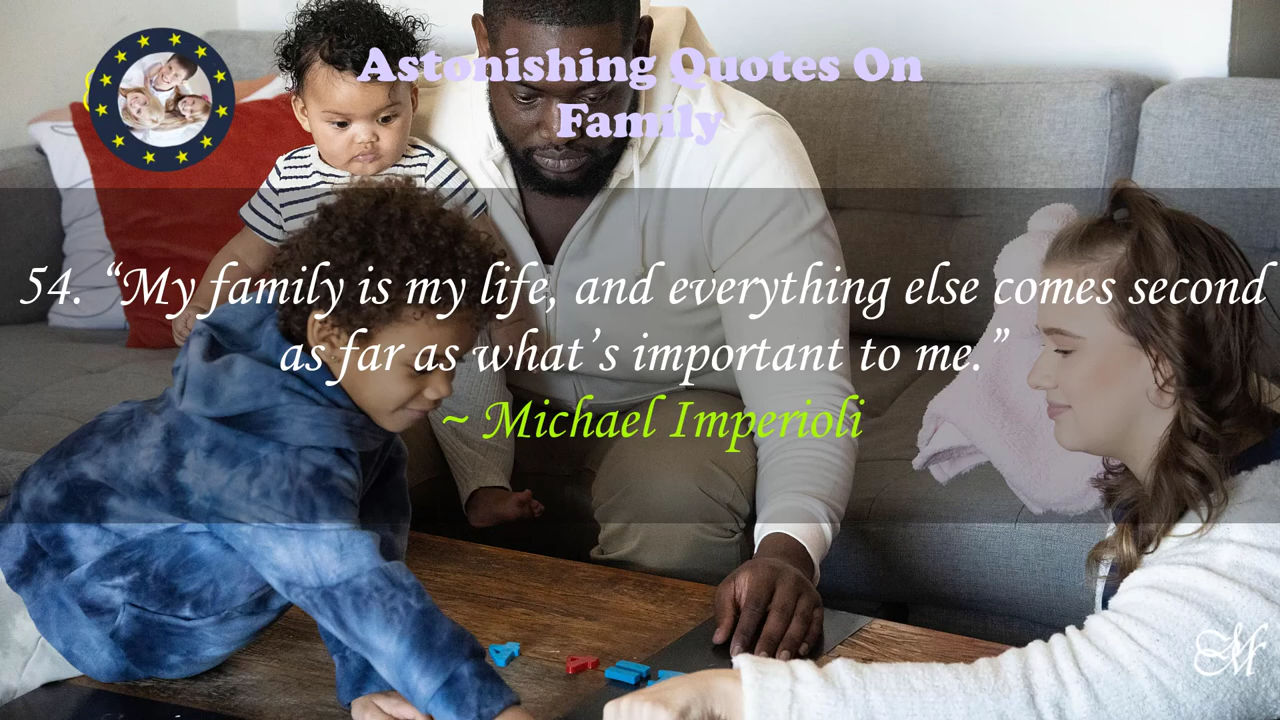 Astonishing Quotes On
Family
54. “My family is my life, and everything else comes second
as far as what’s important to me.”
~ Michael Imperioli
M